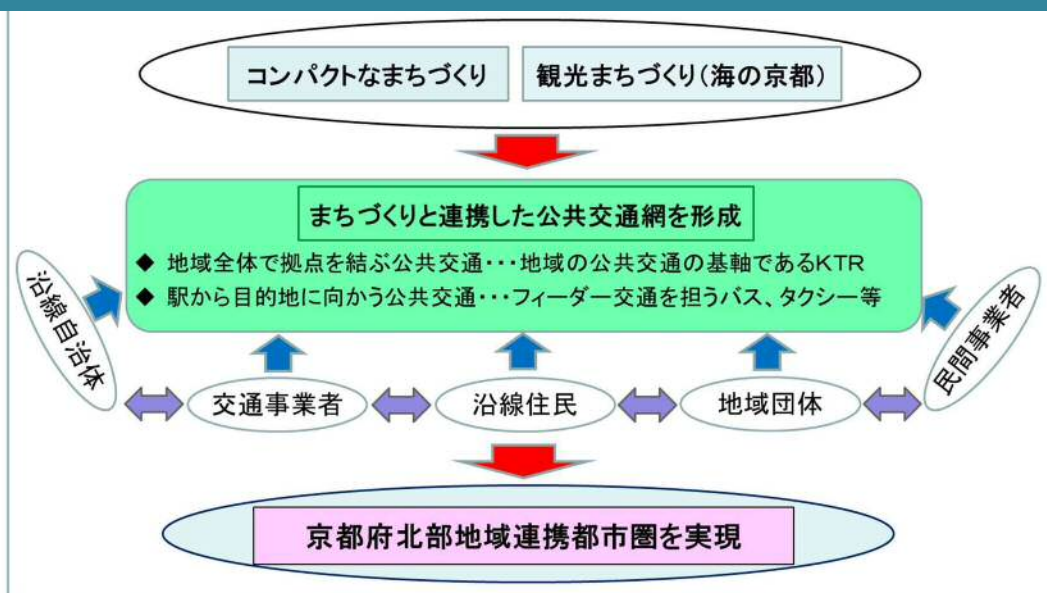 コンパクトなまちづくり
観光まちづくり(海の京都)
まちづくりと連携した公共交通網を形成
◆ 地域全体で拠点を結ぶ公共交通・・・地域の公共交通の基軸であるKTR
◆ 駅から目的地に向かう公共交通・・・フィーダー交通を担うバス、タクシー等
沿線自治体
交通事業者
沿線住民
地域団体
民間事業者
京都府北部地域連携都市圏を実現